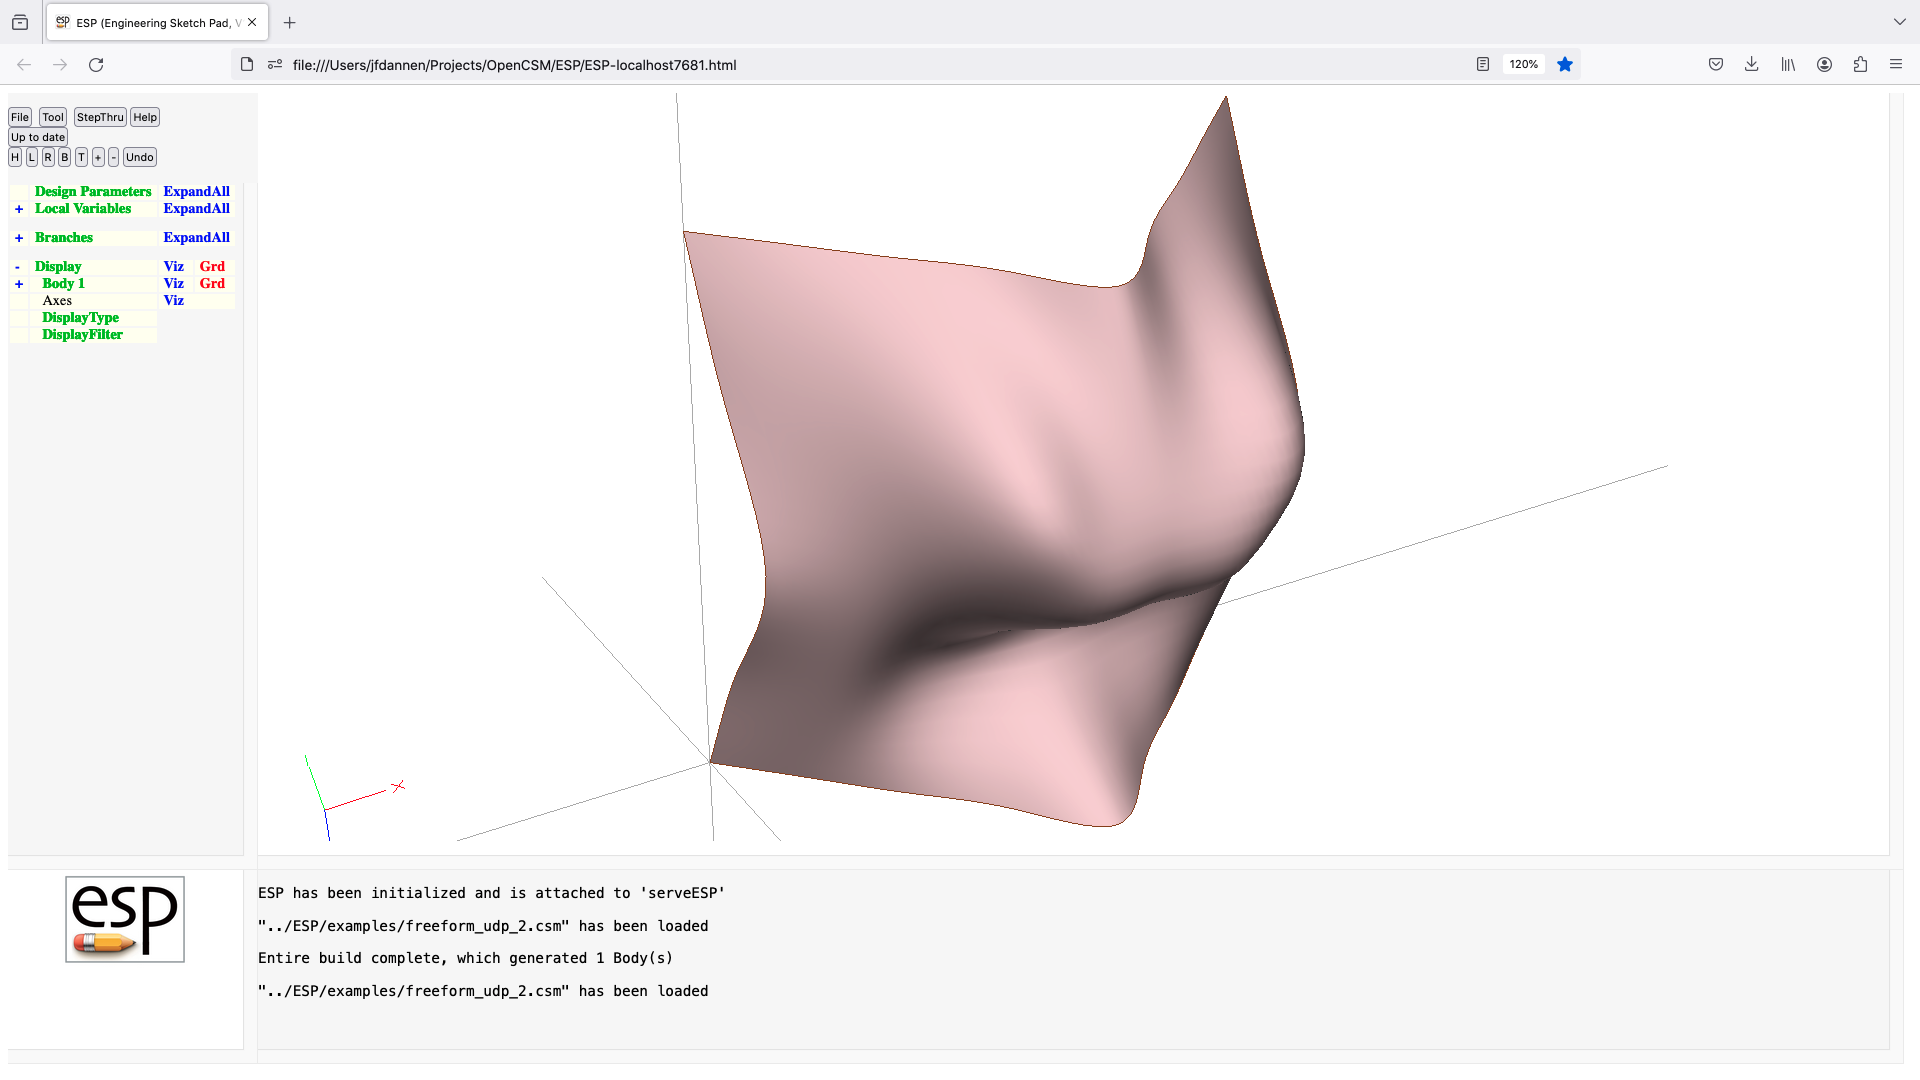 ESP (Engineering Sketch Pad, V
file:///Users/jfdannen/Projects/OpenCSM/ESP/ESP-localhost7681.html
120%
File Tool StepThru Help
Up to date
H L R B T + - Undo
Design Parameters ExpandAll
+ Local Variables ExpandAll
+ Branches ExpandAll
- Display Viz Grd
+ Body 1 Viz Grd
Axes Viz
DisplayType
DisplayFilter
X
esp
ESP has been initialized and is attached to 'serveESP'
"../ESP/examples/freeform_udp_2.csm" has been loaded
Entire build complete, which generated 1 Body(s)
"../ESP/examples/freeform_udp_2.csm" has been loaded